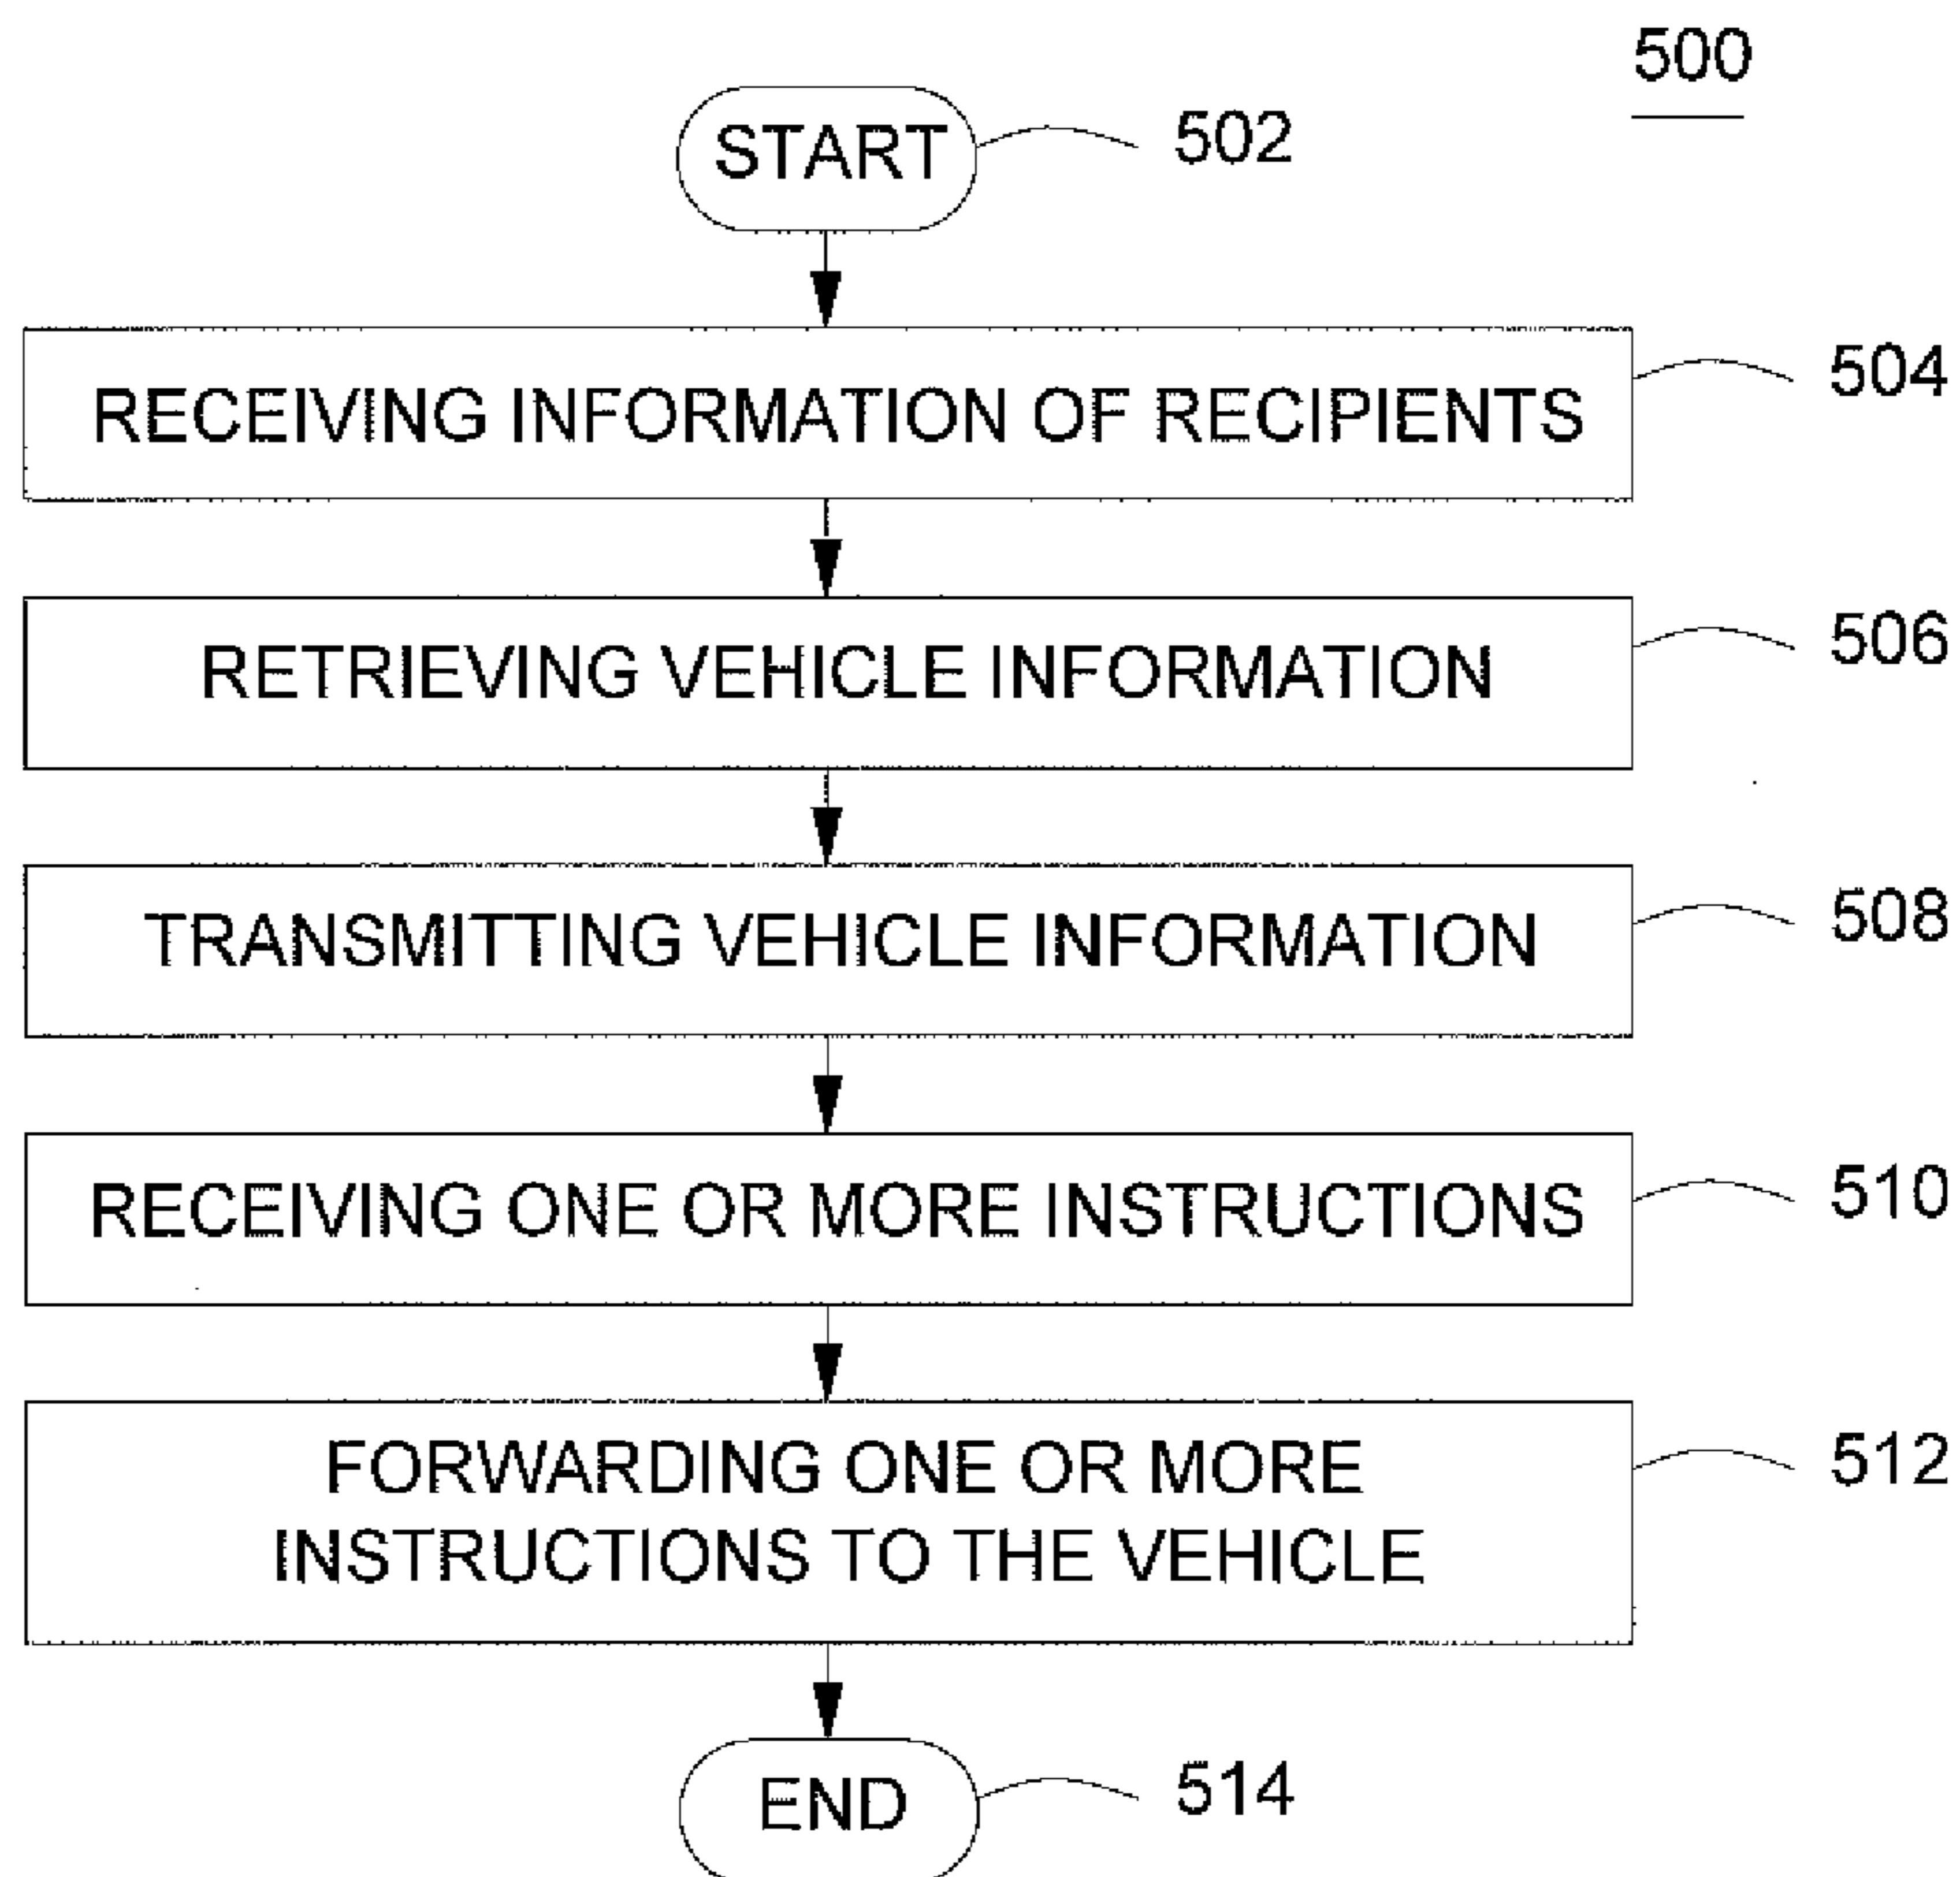 500
START
502
RECEIVING INFORMATION OF RECIPIENTS
504
RETRIEVING VEHICLE INFORMATION
506
TRANSMITTING VEHICLE INFORMATION
508
RECEIVING ONE OR MORE INSTRUCTIONS
510
FORWARDING ONE OR MORE
INSTRUCTIONS TO THE VEHICLE
512
END
514